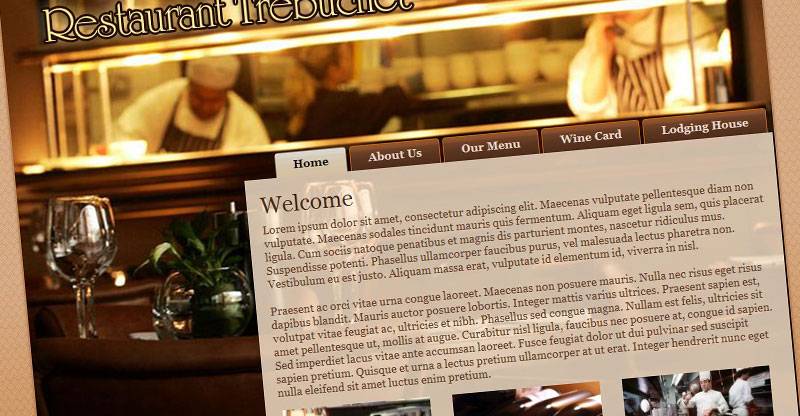 Restaurant Trebuchet
Home About Us Our Menu Wine Card Lodging House
Welcome
Lorem ipsum dolor sit amet, consectetur adipiscing elit. Maecenas vulputate pellentesque diam non
vulputate. Maecenas sodales tincidunt mauris quis fermentum. Aliquam eget ligula sem, quis placerat
ligula. Cum sociis natoque penatibus et magnis dis parturient montes, nascetur ridiculus mus.
Suspendisse potenti. Phasellus ullamcorper faucibus purus, vel malesuada lectus pharetra non.
Vestibulum eu est justo. Aliquam massa erat, vulputate id elementum id, viverra in nisl.
Praesent ac orci vitae urna congue laoreet. Maecenas non posuere mauris. Nulla nec risus eget risus
dapibus blandit. Mauris auctor posuere lobortis. Integer mattis varius ultrices. Praesent sapien est,
volutpat vitae feugiat ac, ultricies et nibh. Phasellus sed congue magna. Nullam est felis, ultricies sit
amet pellentesque ut, mollis at augue. Curabitur nisl ligula, faucibus nec posuere at, congue id sapien.
Sed imperdiet lacus vitae ante accumsan laoreet. Fusce feugiat dolor ut dui pulvinar sed suscipit
sapien pretium. Quisque et urna a lectus pretium ullamcorper at ut erat. Integer hendrerit nunc eget
nulla eleifend sit amet luctus enim pretium.